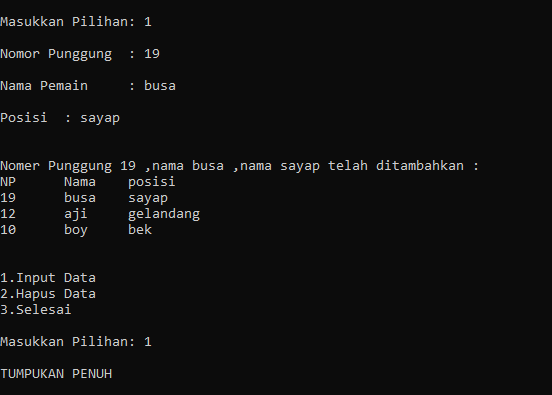 Masukkan Pilihan: 1
Nomor Punggung  : 19
Nama Pemain     : busa
Posisi  : sayap
Nomer Punggung 19 ,nama busa ,nama sayap telah ditambahkan :
NP      Nama    posisi
19      busa    sayap
12      aji     gelandang
10      boy     bek
1.Input Data
2.Hapus Data
3.Selesai
Masukkan Pilihan: 1
TUMPUKAN PENUH